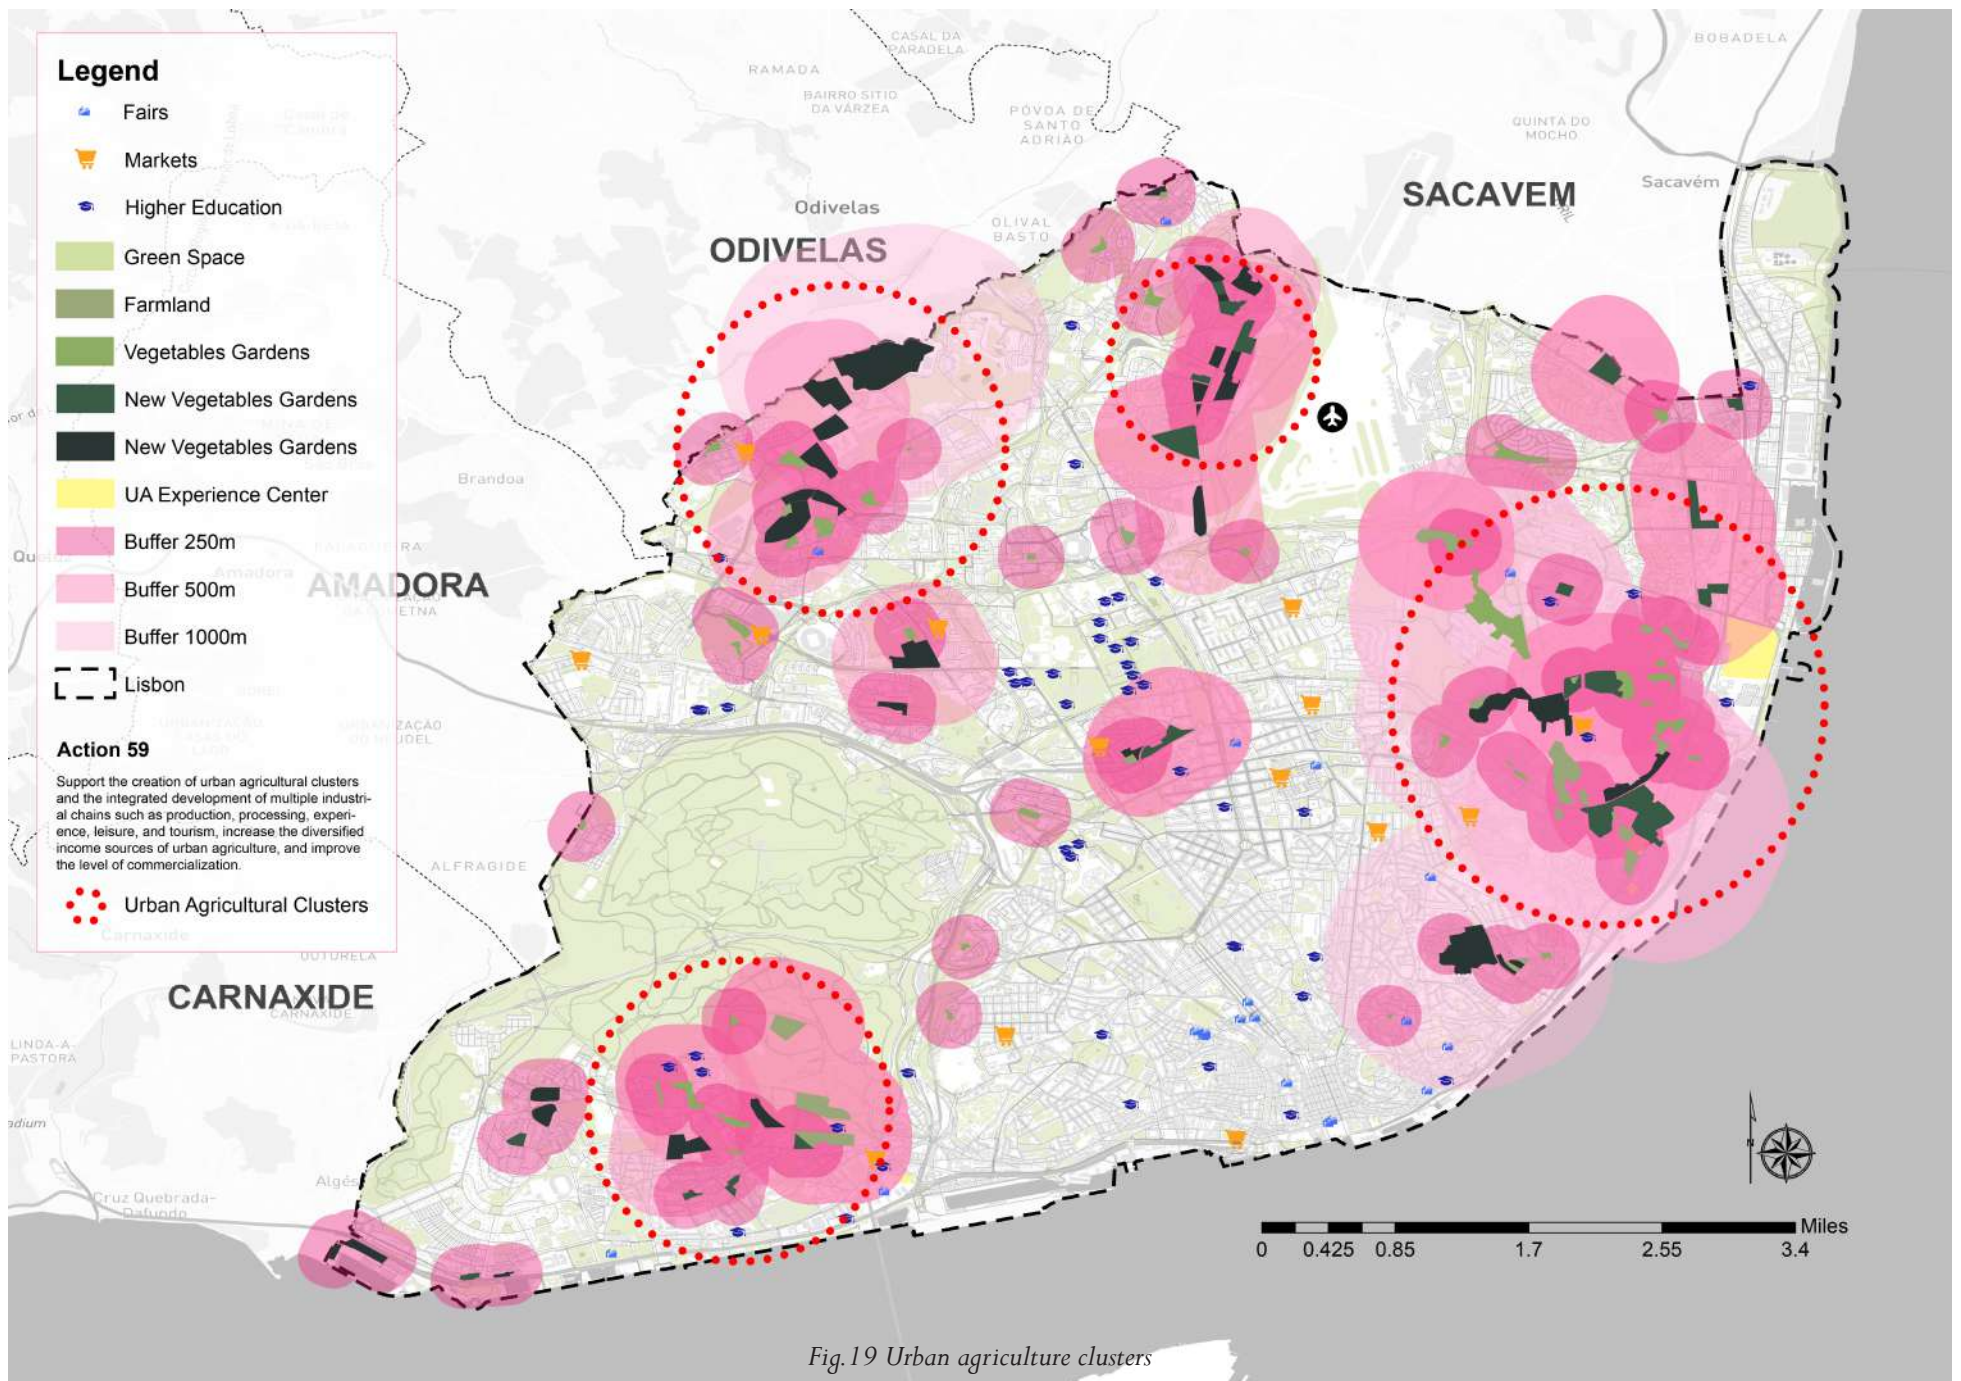 Legend
Fairs
Markets
Higher Education
Green Space
Farmland
Vegetables Gardens
New Vegetables Gardens
New Vegetables Gardens
UA Experience Center
Buffer 250m
Buffer 500m
Buffer 1000m
Lisbon
Action 59
Support the creation of urban agricultural clusters
and the integrated development of multiple industri-
al chains such as production, processing, experi-
ence, leisure, and tourism, increase the diversified
income sources of urban agriculture, and improve
the level of commercialization.
Urban Agricultural Clusters
CASAL DA
PARADELA
RAMADA
BAIRRO SITIO
DA VÁRZEA
PÓVOA DE
SANTO
ADRIÃO
BOBADELA
QUINTA DO
MOCHO
SACAVEM
Sacavém
Odivelas
ODIVELAS
OLIVAL
BASTO
Brandoa
Amadora
AMADORA
ALFRAGIDE
Carnaxide
OUTURELA
CARNAXIDE
CARNAXIDE
LINDA-A-
PASTORA
Algés
Cruz Quebrada-
Dafundo
N
Miles
0 0.425 0.85 1.7 2.55 3.4
Fig.19 Urban agriculture clusters